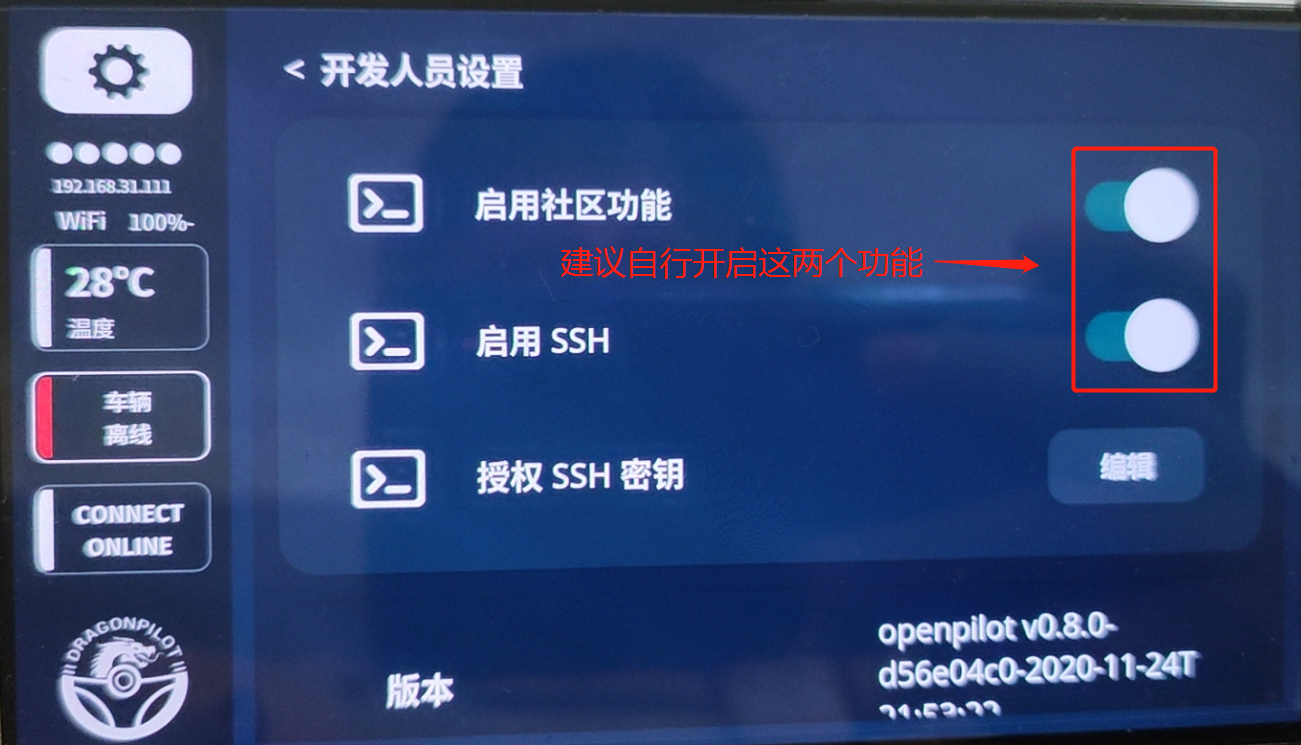 < 开发人员设置
192.168.31.111
WiFi 100%-
28°C
温度
车辆
离线
CONNECT
ONLINE
DRAGONPILOT
启用社区功能
建议自行开启这两个功能
启用 SSH
授权 SSH 密钥
编辑
版本
openpilot v0.8.0-
d56e04c0-2020-11-24T